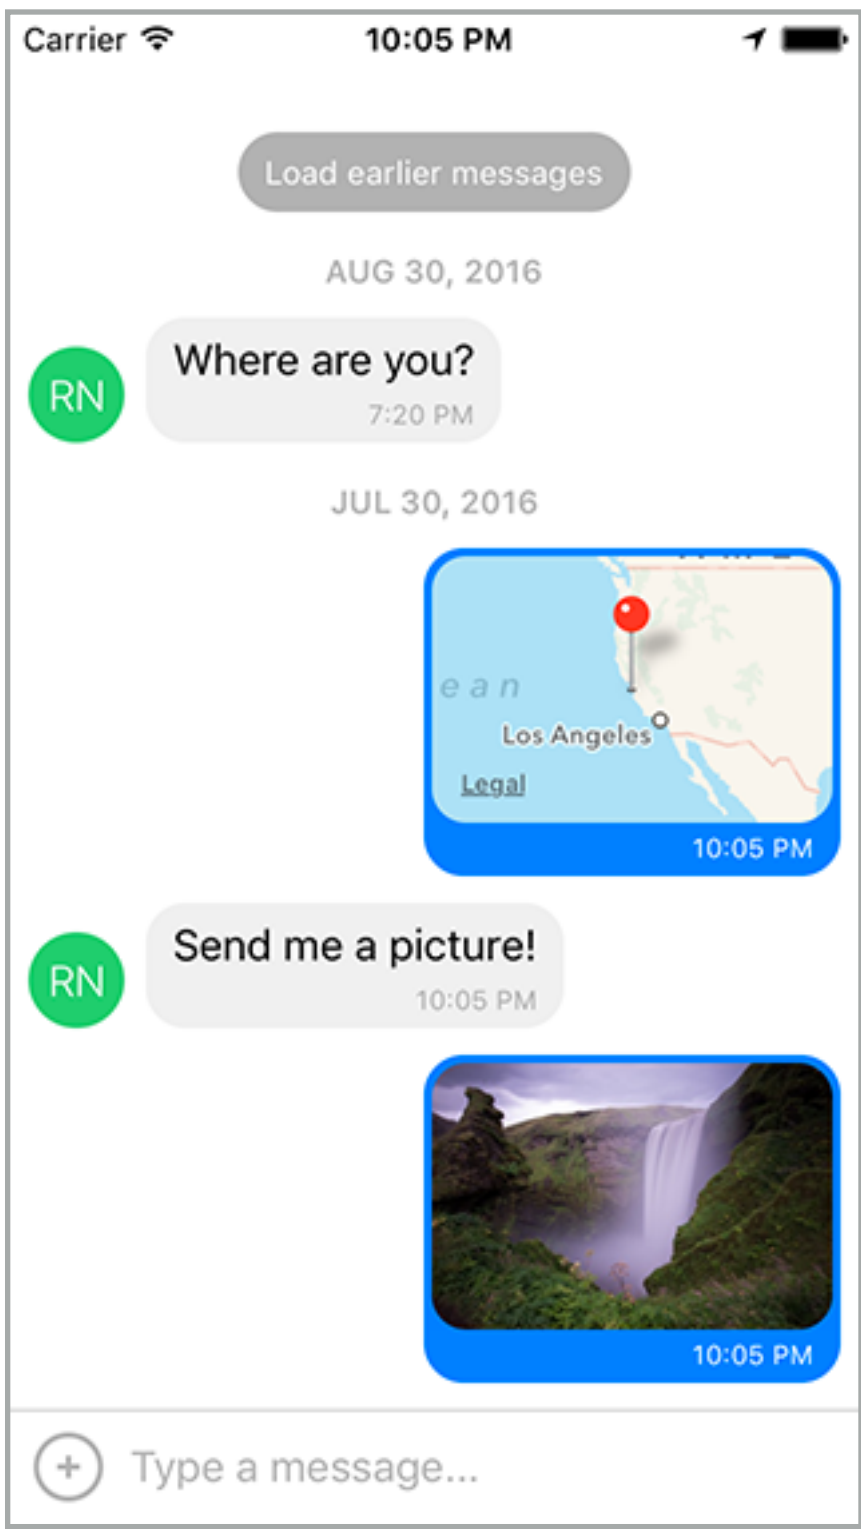 Carrier 10:05 PM
Load earlier messages
AUG 30, 2016
RN
Where are you?
7:20 PM
JUL 30, 2016
ean
Los Angeles
Legal
10:05 PM
RN
Send me a picture!
10:05 PM
10:05 PM
+ Type a message...